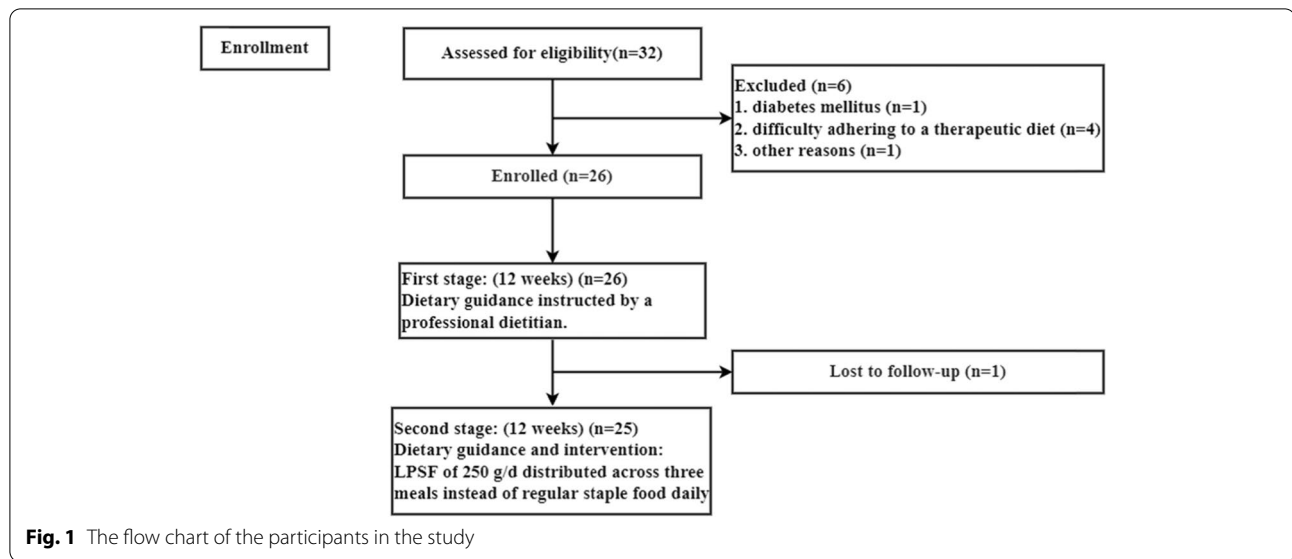 Enrollment
Assessed for eligibility(n=32)
Excluded (n=6)
1. diabetes mellitus (n=1)
2. difficulty adhering to a therapeutic diet (n=4)
3. other reasons (n=1)
Enrolled (n=26)
First stage: (12 weeks) (n=26)
Dietary guidance instructed by a
professional dietitian.
Lost to follow-up (n=1)
Second stage: (12 weeks) (n=25)
Dietary guidance and intervention:
LPSF of 250 g/d distributed across three
meals instead of regular staple food daily
Fig. 1 The flow chart of the participants in the study